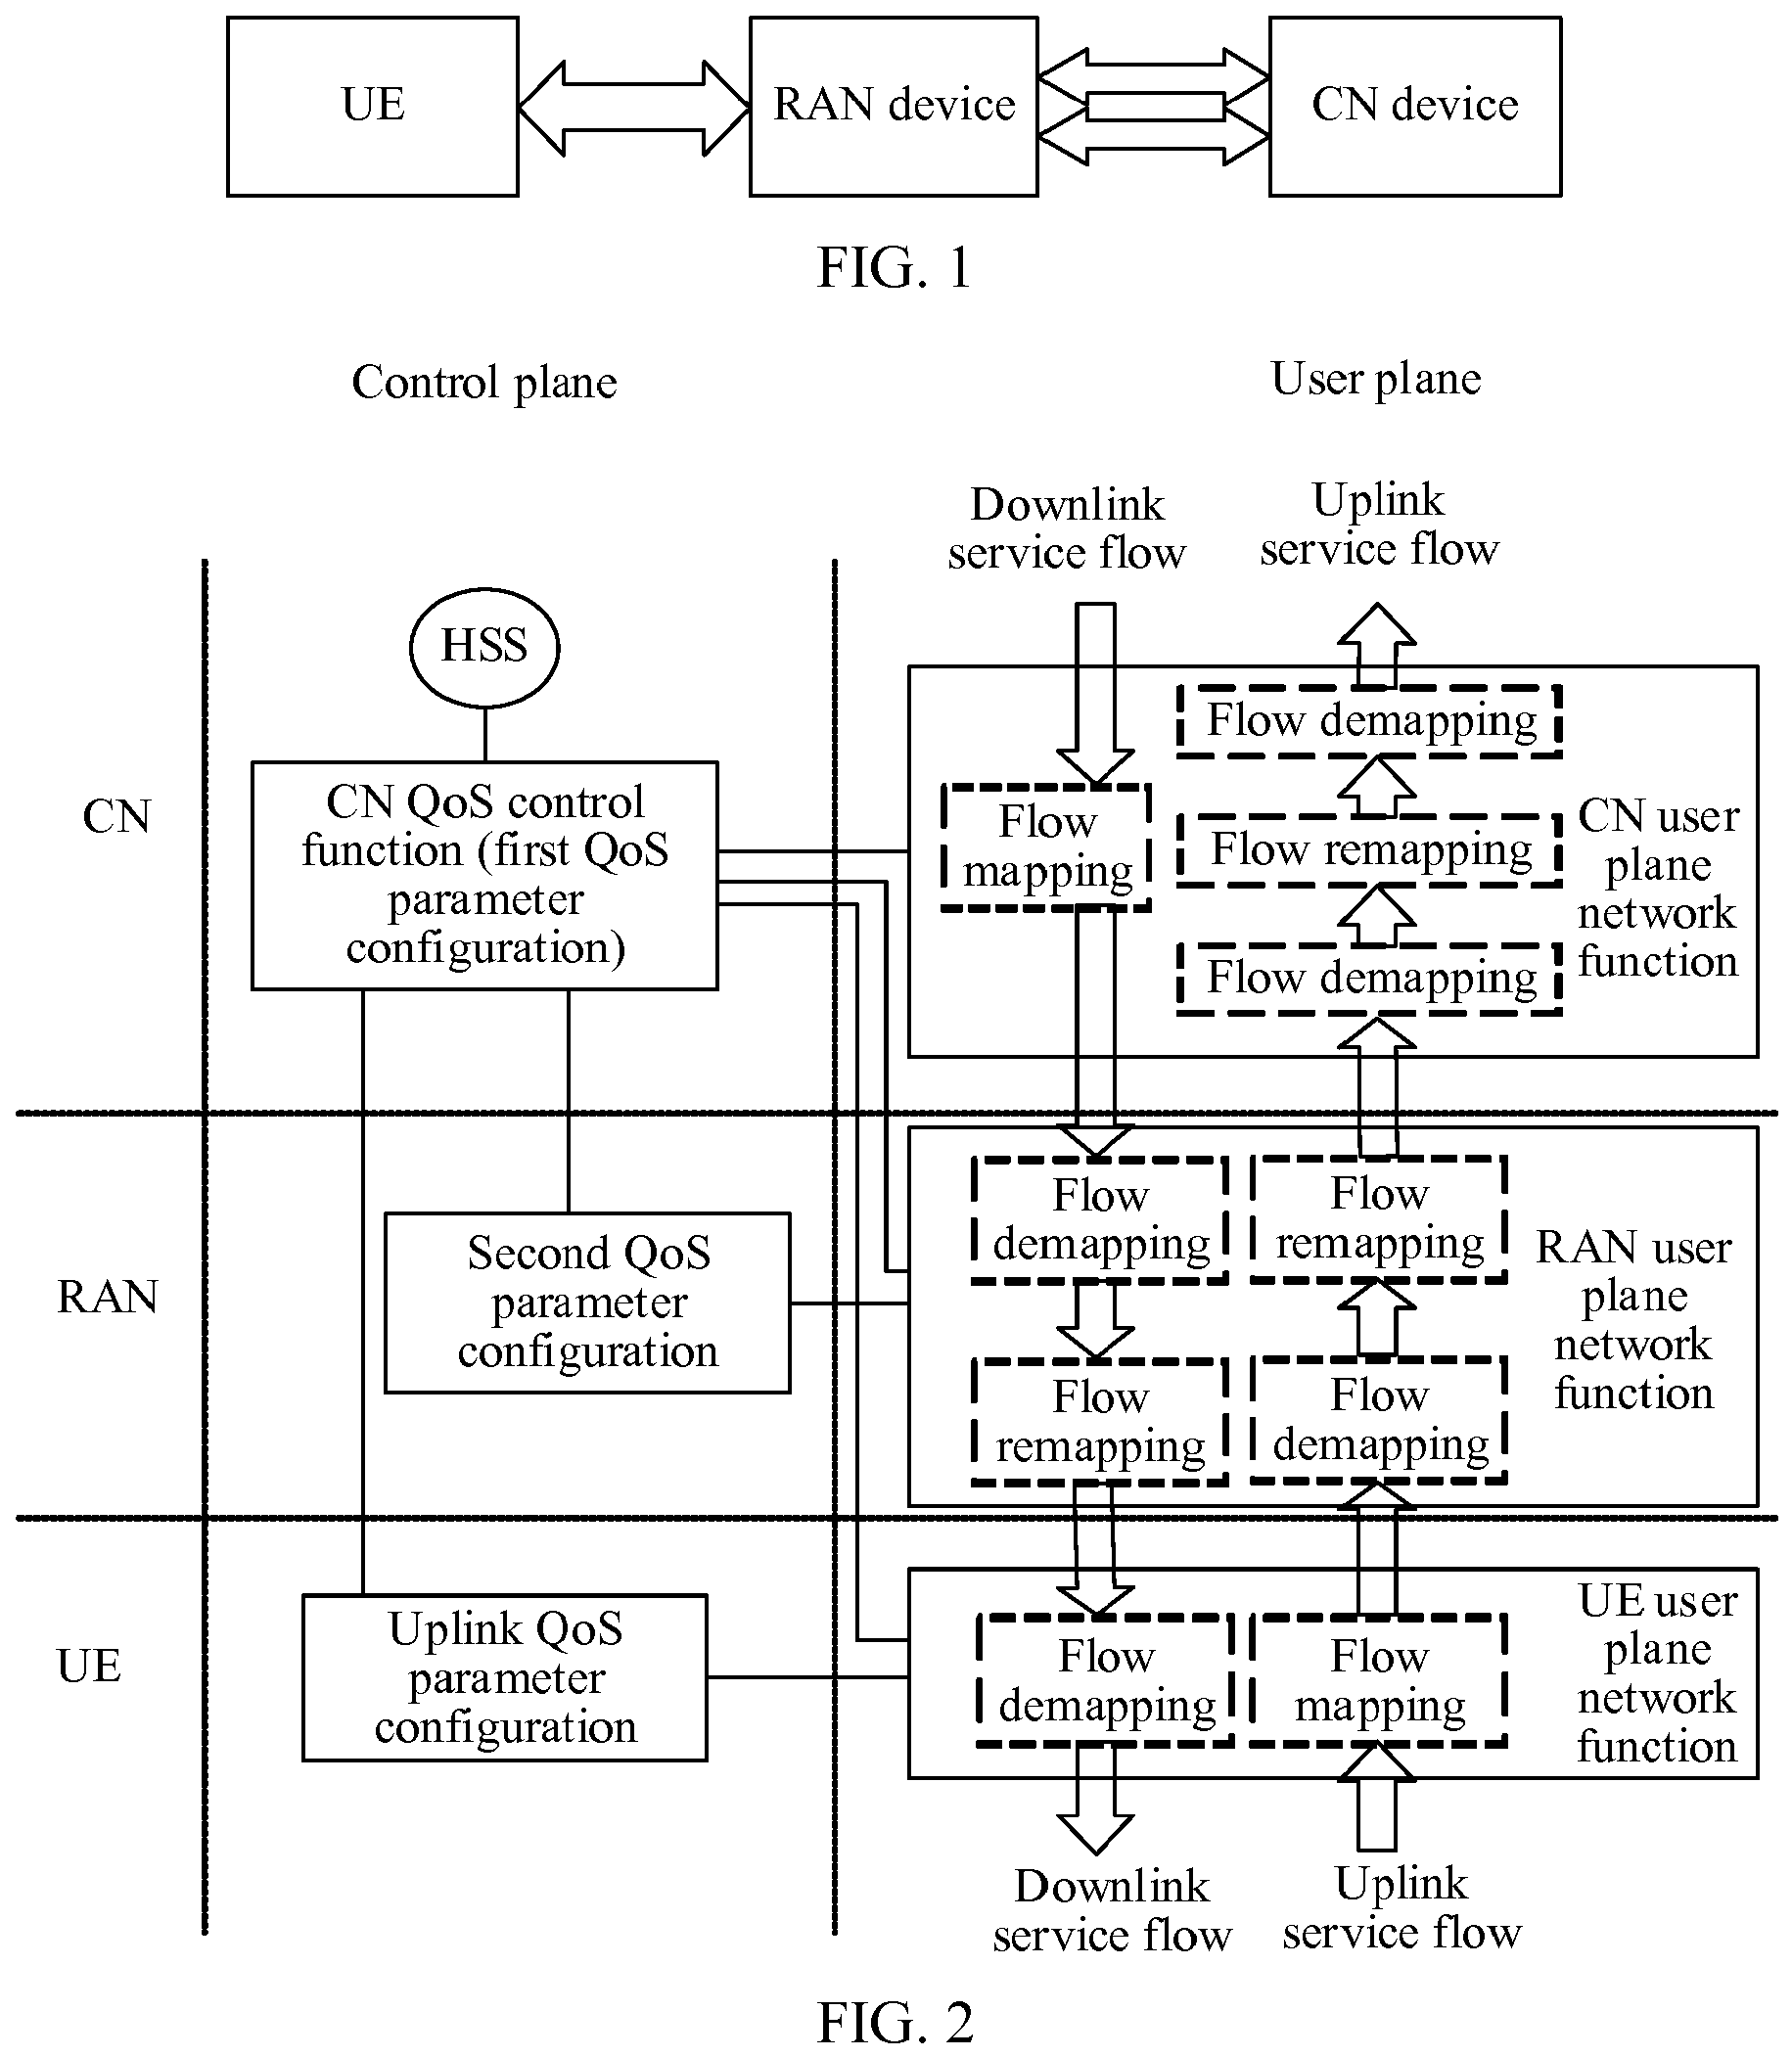 UE
RAN device
CN device
FIG. 1
Control plane
User plane
Downlink
service flow
Uplink
service flow
HSS
CN
CN QoS control
function (first QoS
parameter
configuration)
Flow
mapping
Flow demapping
Flow remapping
Flow demapping
CN user
plane
network
function
RAN
Second QoS
parameter
configuration
Flow
demapping
Flow
remapping
Flow
remapping
Flow
demapping
RAN user
plane
network
function
UE
Uplink QoS
parameter
configuration
Flow
demapping
Flow
mapping
UE user
plane
network
function
Downlink
service flow
Uplink
service flow
FIG. 2